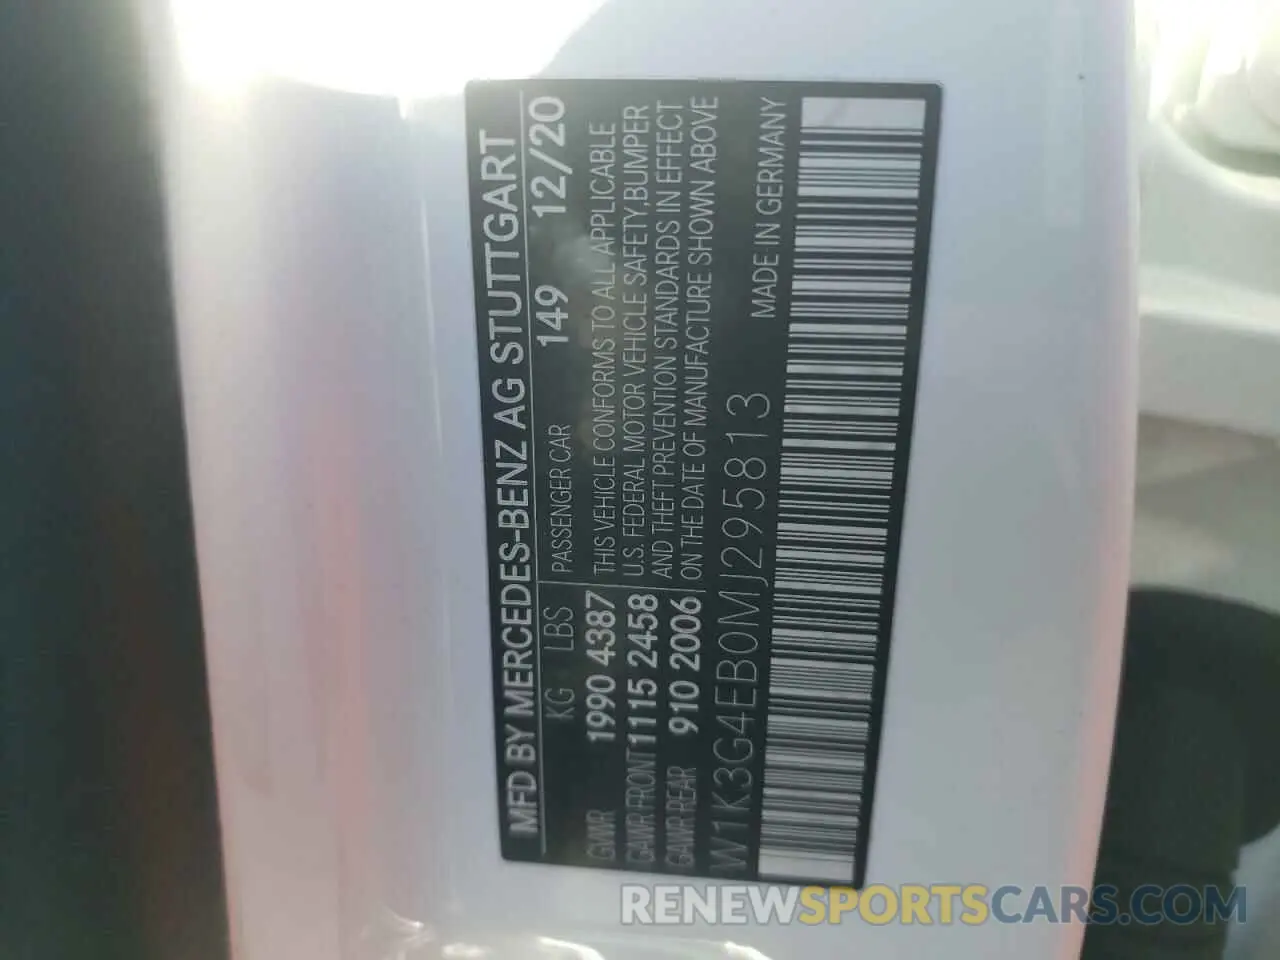 MFD BY MERCEDES-BENZ AG STUTTGART
KG LBS PASSENGER CAR 149 12/20
GVWR 1990 4387 THIS VEHICLE CONFORMS TO ALL APPLICABLE
GAWR FRONT 1115 2458 U.S. FEDERAL MOTOR VEHICLE SAFETY,BUMPER
AND THEFT PREVENTION STANDARDS IN EFFECT
GAWR REAR 910 2006 ON THE DATE OF MANUFACTURE SHOWN ABOVE
W1K3G4EB0MJ295813 MADE IN GERMANY
RENEWSPORTSCARS.COM